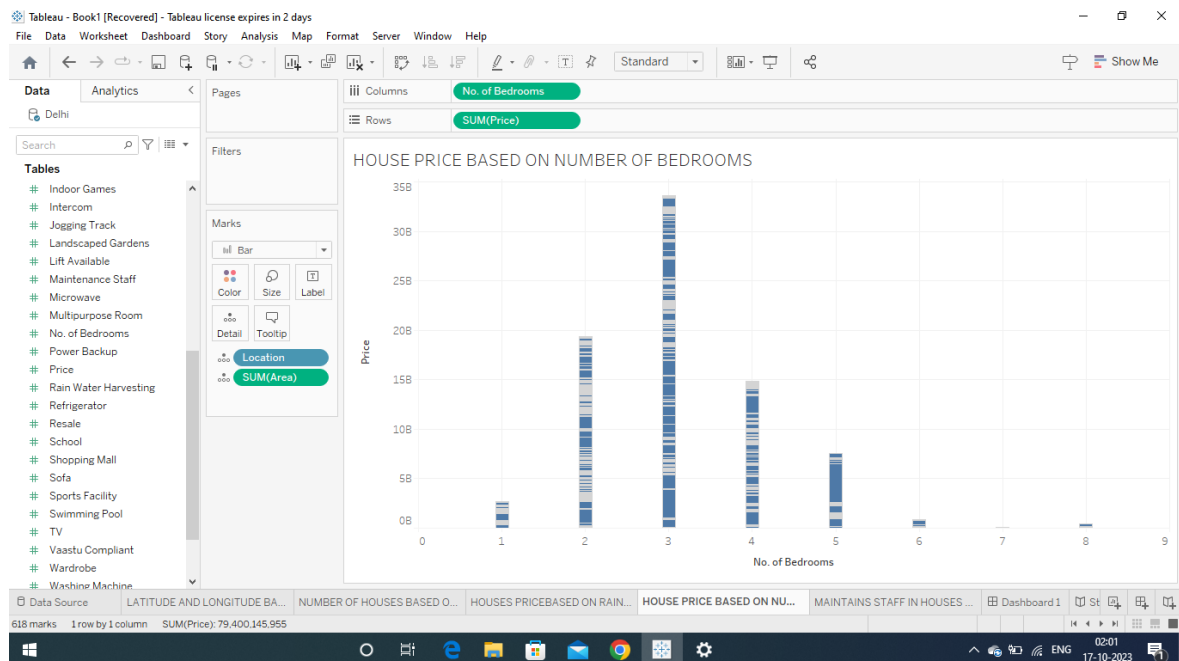 Tableau - Book1 [Recovered] - Tableau license expires in 2 days
File Data Worksheet Dashboard Story Analysis Map Format Server Window Help
Standard
Show Me
Data Analytics
Delhi
Search
Tables
Indoor Games
Intercom
Jogging Track
Landscaped Gardens
Lift Available
Maintenance Staff
Microwave
Multipurpose Room
No. of Bedrooms
Power Backup
Price
Rain Water Harvesting
Refrigerator
Resale
School
Shopping Mall
Sofa
Sports Facility
Swimming Pool
TV
Vaastu Compliant
Wardrobe
Washing Machine
Pages
Filters
Marks
Bar
Color Size Label
Detail Tooltip
Location
SUM(Area)
Columns No. of Bedrooms
Rows SUM(Price)
HOUSE PRICE BASED ON NUMBER OF BEDROOMS
35B
30B
25B
20B
15B
10B
5B
0B
Price
0 1 2 3 4 5 6 7 8 9
No. of Bedrooms
Data Source LATITUDE AND LONGITUDE BA... NUMBER OF HOUSES BASED O... HOUSES PRICEBASED ON RAIN... HOUSE PRICE BASED ON NU... MAINTAINS STAFF IN HOUSES ... Dashboard 1 St
618 marks 1 row by 1 column SUM(Price): 79,400,145,955
ENG
02:01
17-10-2023
1